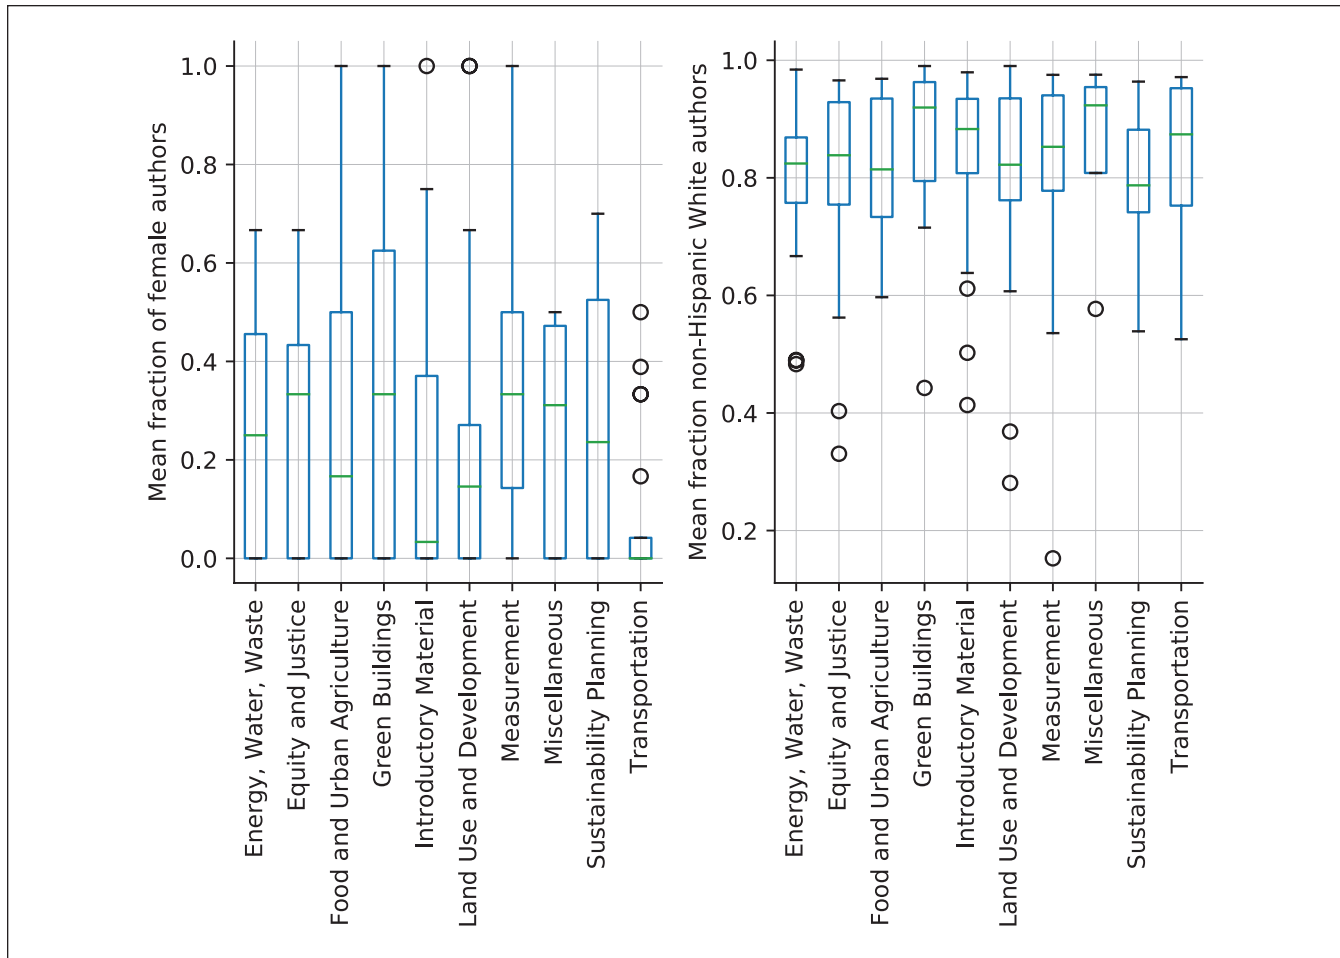 Mean fraction of female authors
1.0
0.8
0.6
0.4
0.2
0.0
Energy, Water, Waste
Equity and Justice
Food and Urban Agriculture
Green Buildings
Introductory Material
Land Use and Development
Measurement
Miscellaneous
Sustainability Planning
Transportation
Mean fraction non-Hispanic White authors
1.0
0.8
0.6
0.4
0.2
Energy, Water, Waste
Equity and Justice
Food and Urban Agriculture
Green Buildings
Introductory Material
Land Use and Development
Measurement
Miscellaneous
Sustainability Planning
Transportation